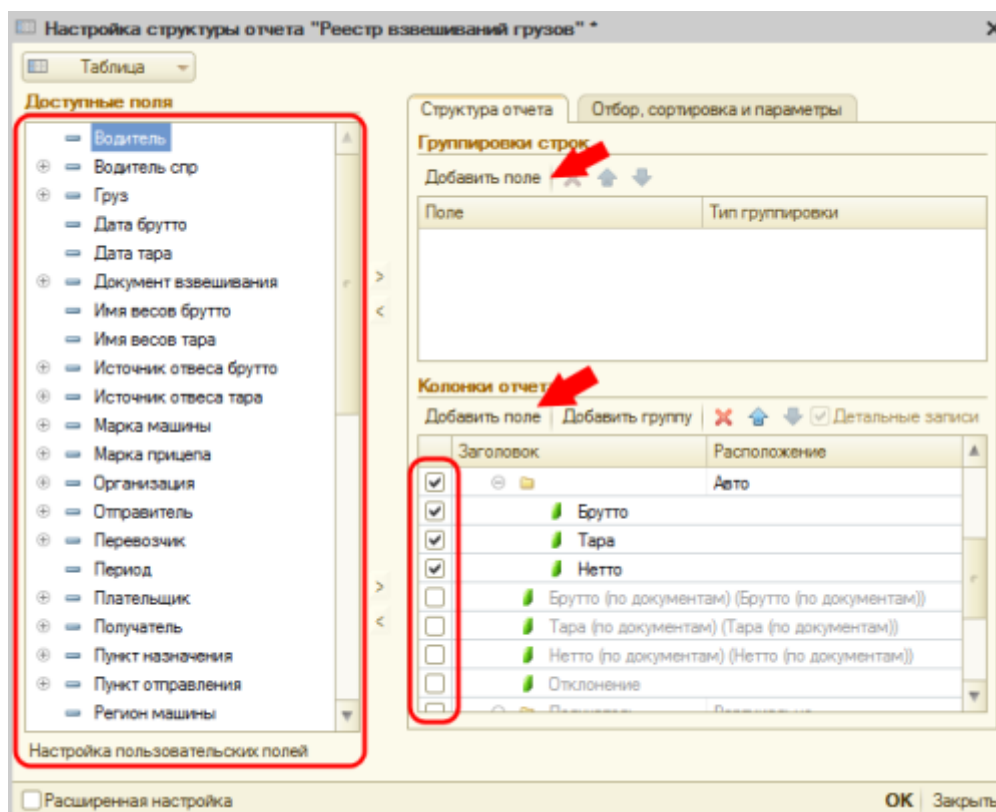 Настройка структуры отчета "Реестр взвешиваний грузов" *
Таблица
Доступные поля
Водитель
Водитель спр
Груз
Дата брутто
Дата тара
Документ взвешивания
Имя весов брутто
Имя весов тара
Источник отвеса брутто
Источник отвеса тара
Марка машины
Марка прицепа
Организация
Отправитель
Перевозчик
Период
Плательщик
Получатель
Пункт назначения
Пункт отправления
Регион машины
Настройка пользовательских полей
Структура отчета
Отбор, сортировка и параметры
Группировки строк
Добавить поле
Поле Тип группировки
Колонки отчет
Добавить поле Добавить группу Детальные записи
Заголовок Расположение
Авто
Брутто
Тара
Нетто
Брутто (по документам) (Брутто (по документам))
Тара (по документам) (Тара (по документам))
Нетто (по документам) (Нетто (по документам))
Отклонение
Расширенная настройка
OK Закрыть